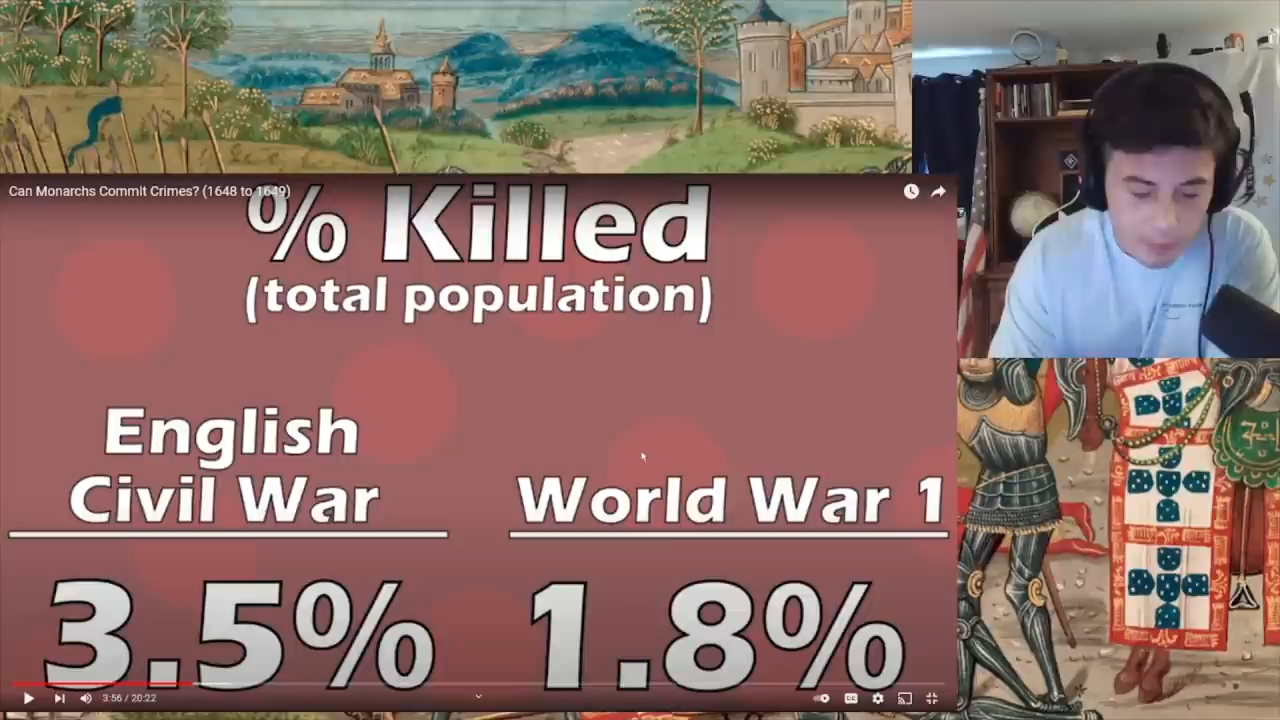 Can Monarchs Commit Crimes? (1648 to 1649)
% Killed
(total population)
English
Civil War
World War 1
3.5%
1.8%
3:56 / 20:22